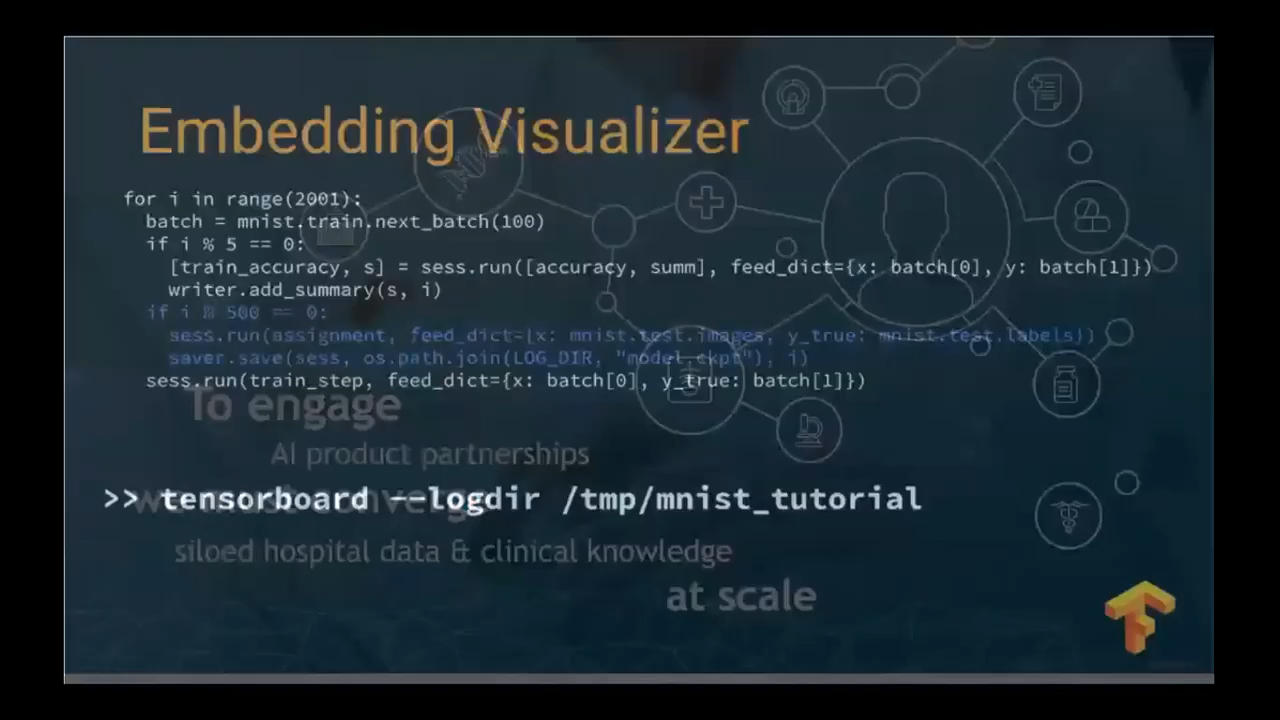 Embedding Visualizer
for i in range(2001):
batch = mnist.train.next_batch(100)
if i % 5 == 0:
[train_accuracy, s] = sess.run([accuracy, summ], feed_dict={x: batch[0], y: batch[1]})
writer.add_summary(s, i)
if i % 500 == 0:
sess.run(assignment, feed_dict={x: mnist.test.images, y_true: mnist.test.labels})
saver.save(sess, os.path.join(LOG_DIR, "model.ckpt"), i)
sess.run(train_step, feed_dict={x: batch[0], y_true: batch[1]})
To engage
AI product partnerships
>> tensorboard --logdir /tmp/mnist_tutorial
we must converge
siloed hospital data & clinical knowledge
at scale